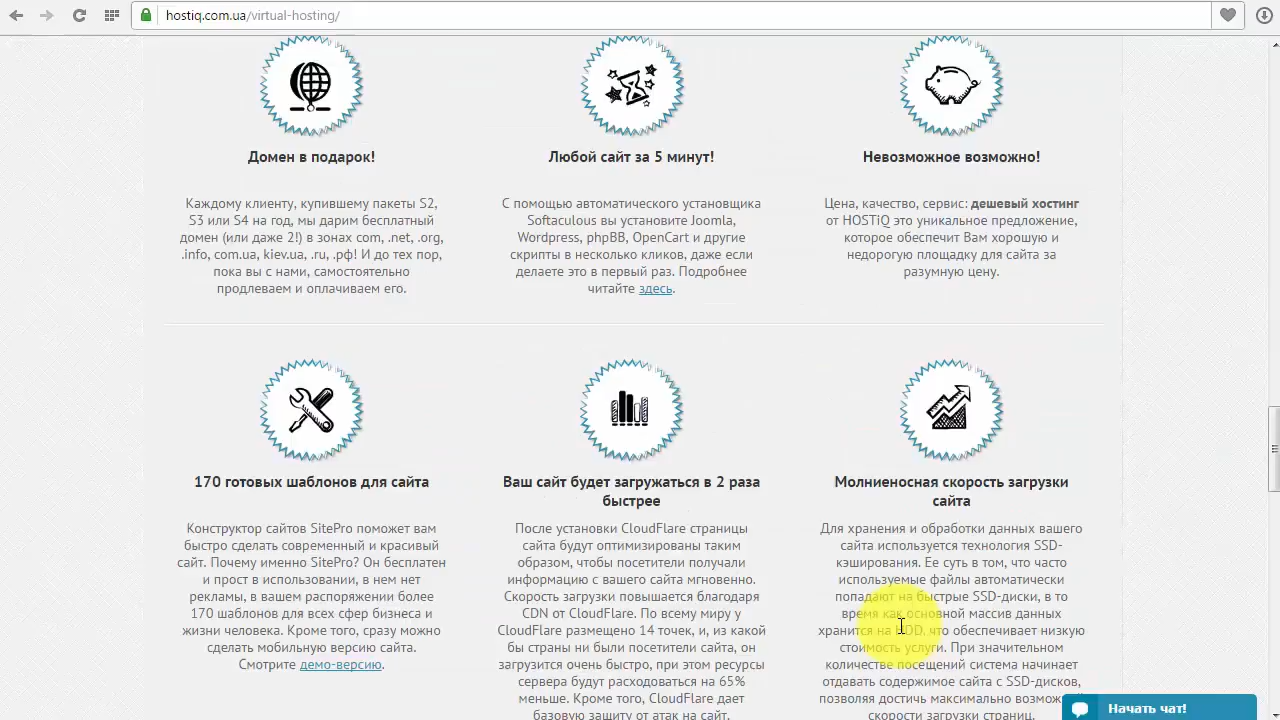 hostiq.com.ua/virtual-hosting/
Домен в подарок!
Каждому клиенту, купившему пакеты S2,
S3 или S4 на год, мы дарим бесплатный
домен (или даже 2!) в зонах com, .net, .org,
.info, com.ua, kiev.ua, .ru, .рф! И до тех пор,
пока вы с нами, самостоятельно
продлеваем и оплачиваем его.
Любой сайт за 5 минут!
С помощью автоматического установщика
Softaculous вы установите Joomla,
Wordpress, phpBB, OpenCart и другие
скрипты в несколько кликов, даже если
делаете это в первый раз. Подробнее
читайте здесь.
Невозможное возможно!
Цена, качество, сервис: дешевый хостинг
от HOSTiQ это уникальное предложение,
которое обеспечит Вам хорошую и
недорогую площадку для сайта за
разумную цену.
170 готовых шаблонов для сайта
Конструктор сайтов SitePro поможет вам
быстро сделать современный и красивый
сайт. Почему именно SitePro? Он бесплатен
и прост в использовании, в нем нет
рекламы, в вашем распоряжении более
170 шаблонов для всех сфер бизнеса и
жизни человека. Кроме того, сразу можно
сделать мобильную версию сайта.
Смотрите демо-версию.
Ваш сайт будет загружаться в 2 раза
быстрее
После установки CloudFlare страницы
сайта будут оптимизированы таким
образом, чтобы посетители получали
информацию с вашего сайта мгновенно.
Скорость загрузки повышается благодаря
CDN от CloudFlare. По всему миру у
CloudFlare размещено 14 точек, и, из какой
бы страны ни были посетители сайта, он
загрузится очень быстро, при этом ресурсы
сервера будут расходоваться на 65%
меньше. Кроме того, CloudFlare дает
базовую защиту от атак на сайт.
Молниеносная скорость загрузки
сайта
Для хранения и обработки данных вашего
сайта используется технология SSD-
кэширования. Ее суть в том, что часто
используемые файлы автоматически
попадают на быстрые SSD-диски, в то
время как основной массив данных
хранится на HDD, что обеспечивает низкую
стоимость услуги. При значительном
количестве посещений система начинает
отдавать содержимое сайта с SSD-дисков,
позволяя достичь максимально
скорости загрузки страниц.
Начать чат!